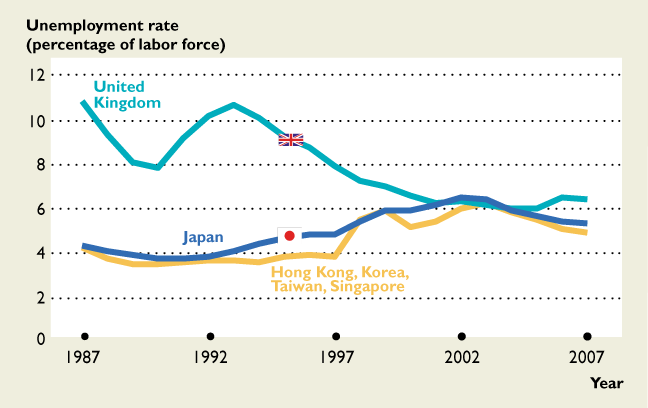 Unemployment rate
(percentage of labor force)
12
United
Kingdom
10
8
6
Japan
4
Hong Kong, Korea,
Taiwan, Singapore
2
0
1987 1992 1997 2002 2007
Year